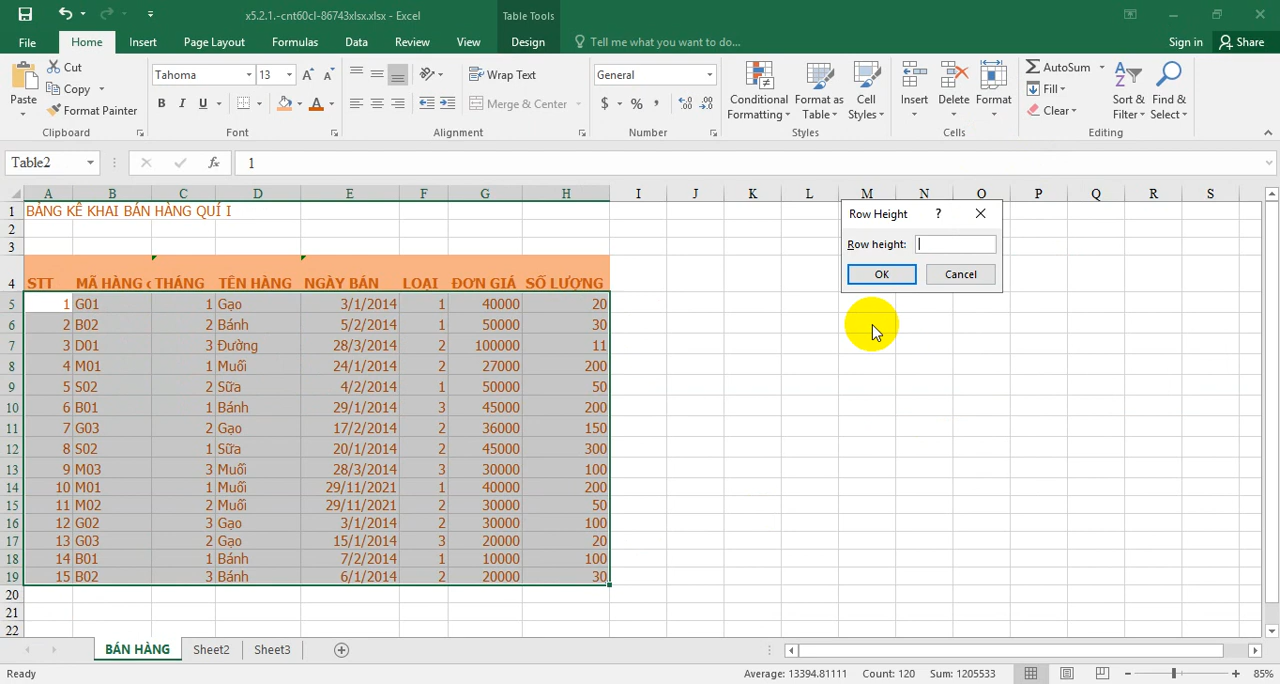 x5.2.1.-cnt60cl-86743xlsx.xlsx - Excel
Table Tools
File Home Insert Page Layout Formulas Data Review View Design Tell me what you want to do... Sign in Share
Paste
Cut
Copy
Format Painter
Clipboard
Tahoma 13
B I U
Font
Wrap Text
Merge & Center
Alignment
General
$ % ,
Number
Conditional Formatting
Format as Table
Cell Styles
Styles
Insert
Delete
Format
Cells
AutoSum
Fill
Clear
Sort & Filter
Find & Select
Editing
Table2 fx 1
A B C D E F G H I J K L M N O P Q R S
1 BẢNG KÊ KHAI BÁN HÀNG QUÍ I
2
3
4 STT MÃ HÀNG THÁNG TÊN HÀNG NGÀY BÁN LOẠI ĐƠN GIÁ SỐ LƯỢNG
5 1 G01 1 Gạo 3/1/2014 1 40000 20
6 2 B02 2 Bánh 5/2/2014 1 50000 30
7 3 D01 3 Đường 28/3/2014 2 100000 11
8 4 M01 1 Muối 24/1/2014 2 27000 200
9 5 S02 2 Sữa 4/2/2014 1 50000 50
10 6 B01 1 Bánh 29/1/2014 3 45000 200
11 7 G03 2 Gạo 17/2/2014 2 36000 150
12 8 S02 1 Sữa 20/1/2014 2 45000 300
13 9 M03 3 Muối 28/3/2014 3 30000 100
14 10 M01 1 Muối 29/11/2021 1 40000 200
15 11 M02 2 Muối 29/11/2021 2 30000 50
16 12 G02 3 Gạo 3/1/2014 2 30000 100
17 13 G03 2 Gạo 15/1/2014 3 20000 20
18 14 B01 1 Bánh 7/2/2014 1 10000 100
19 15 B02 3 Bánh 6/1/2014 2 20000 30
20
21
22
Row Height ?
Row height:
OK Cancel
BÁN HÀNG Sheet2 Sheet3
Ready Average: 13394.81111 Count: 120 Sum: 1205533 85%